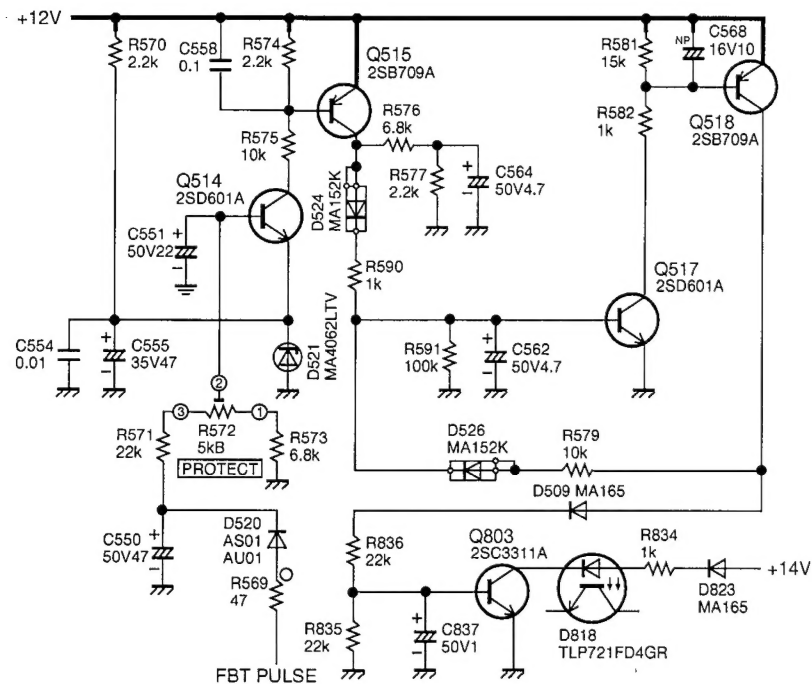 +12V
R570
2.2k
C558
0.1
R574
2.2k
Q515
2SB709A
R581
15k
NP
C568
16V10
R582
1k
Q518
2SB709A
R575
10k
R576
6.8k
R577
2.2k
+
C564
50V4.7
-
Q514
2SD601A
D524
MA152K
C551
50V22
+
-
R590
1k
Q517
2SD601A
C554
0.01
+
C555
35V47
-
D521
MA4062LTV
R591
100k
+
C562
50V4.7
-
2
3
1
R571
22k
R572
5kB
PROTECT
R573
6.8k
D526
MA152K
R579
10k
D509 MA165
C550
50V47
+
-
D520
AS01
AU01
R569
47
FBT PULSE
R836
22k
Q803
2SC3311A
R834
1k
+14V
D823
MA165
R835
22k
+
C837
50V1
-
D818
TLP721FD4GR